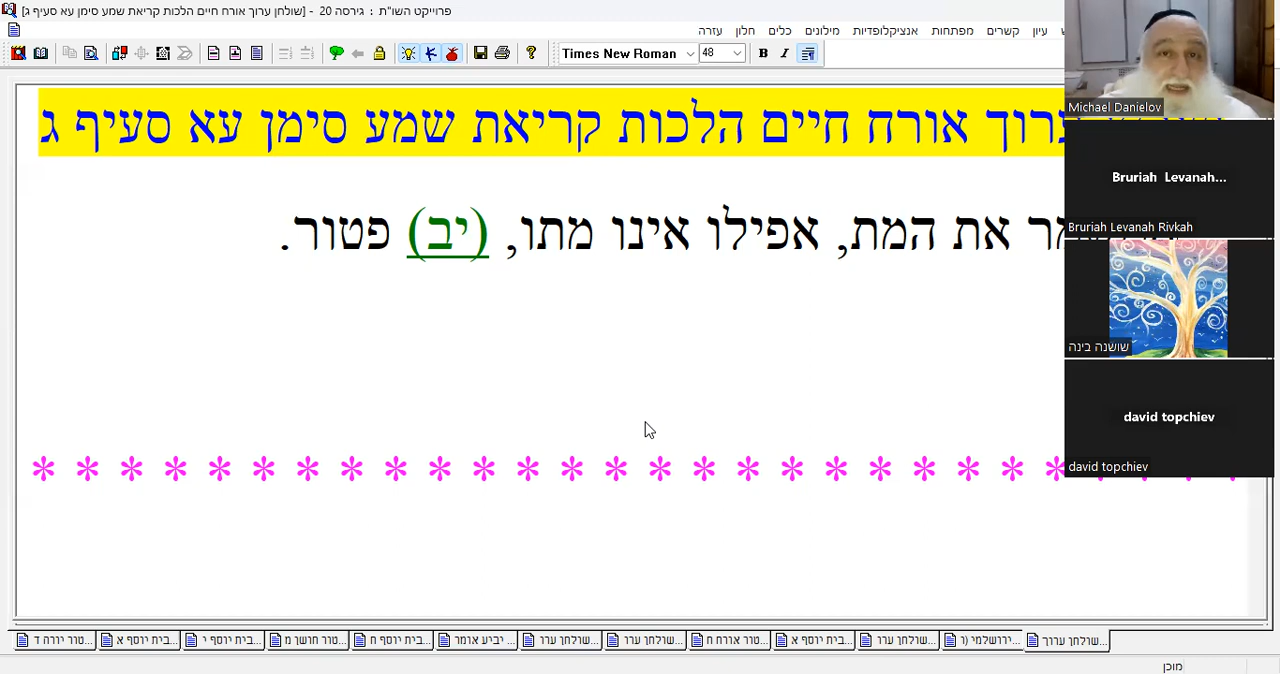 פרוייקט השו"ת : גירסה 20 - [שולחן ערוך אורח חיים הלכות קריאת שמע סימן עא סעיף ג]
עיון קשרים מפתחות אנציקלופדיות מילונים כלים חלון עזרה
Times New Roman 48 B I
ערוך אורח חיים הלכות קריאת שמע סימן עא סעיף ג
את המת, אפילו אינו מתו, (יב) פטור.
* * * * * * * * * * * * * * * * * * * * * * * *
Michael Danielov
Bruriah Levanah...
Bruriah Levanah Rivkah
שושנה בינה
david topchiev
david topchiev
שולחן ערוך... ירושלמי (ו... שולחן ערו... בית יוסף א... טור אורח ח... שולחן ערו... שולחן ערו... יביע אומר... בית יוסף ח... טור חושן מ... בית יוסף י... בית יוסף א... טור יורה ד...
מוכן